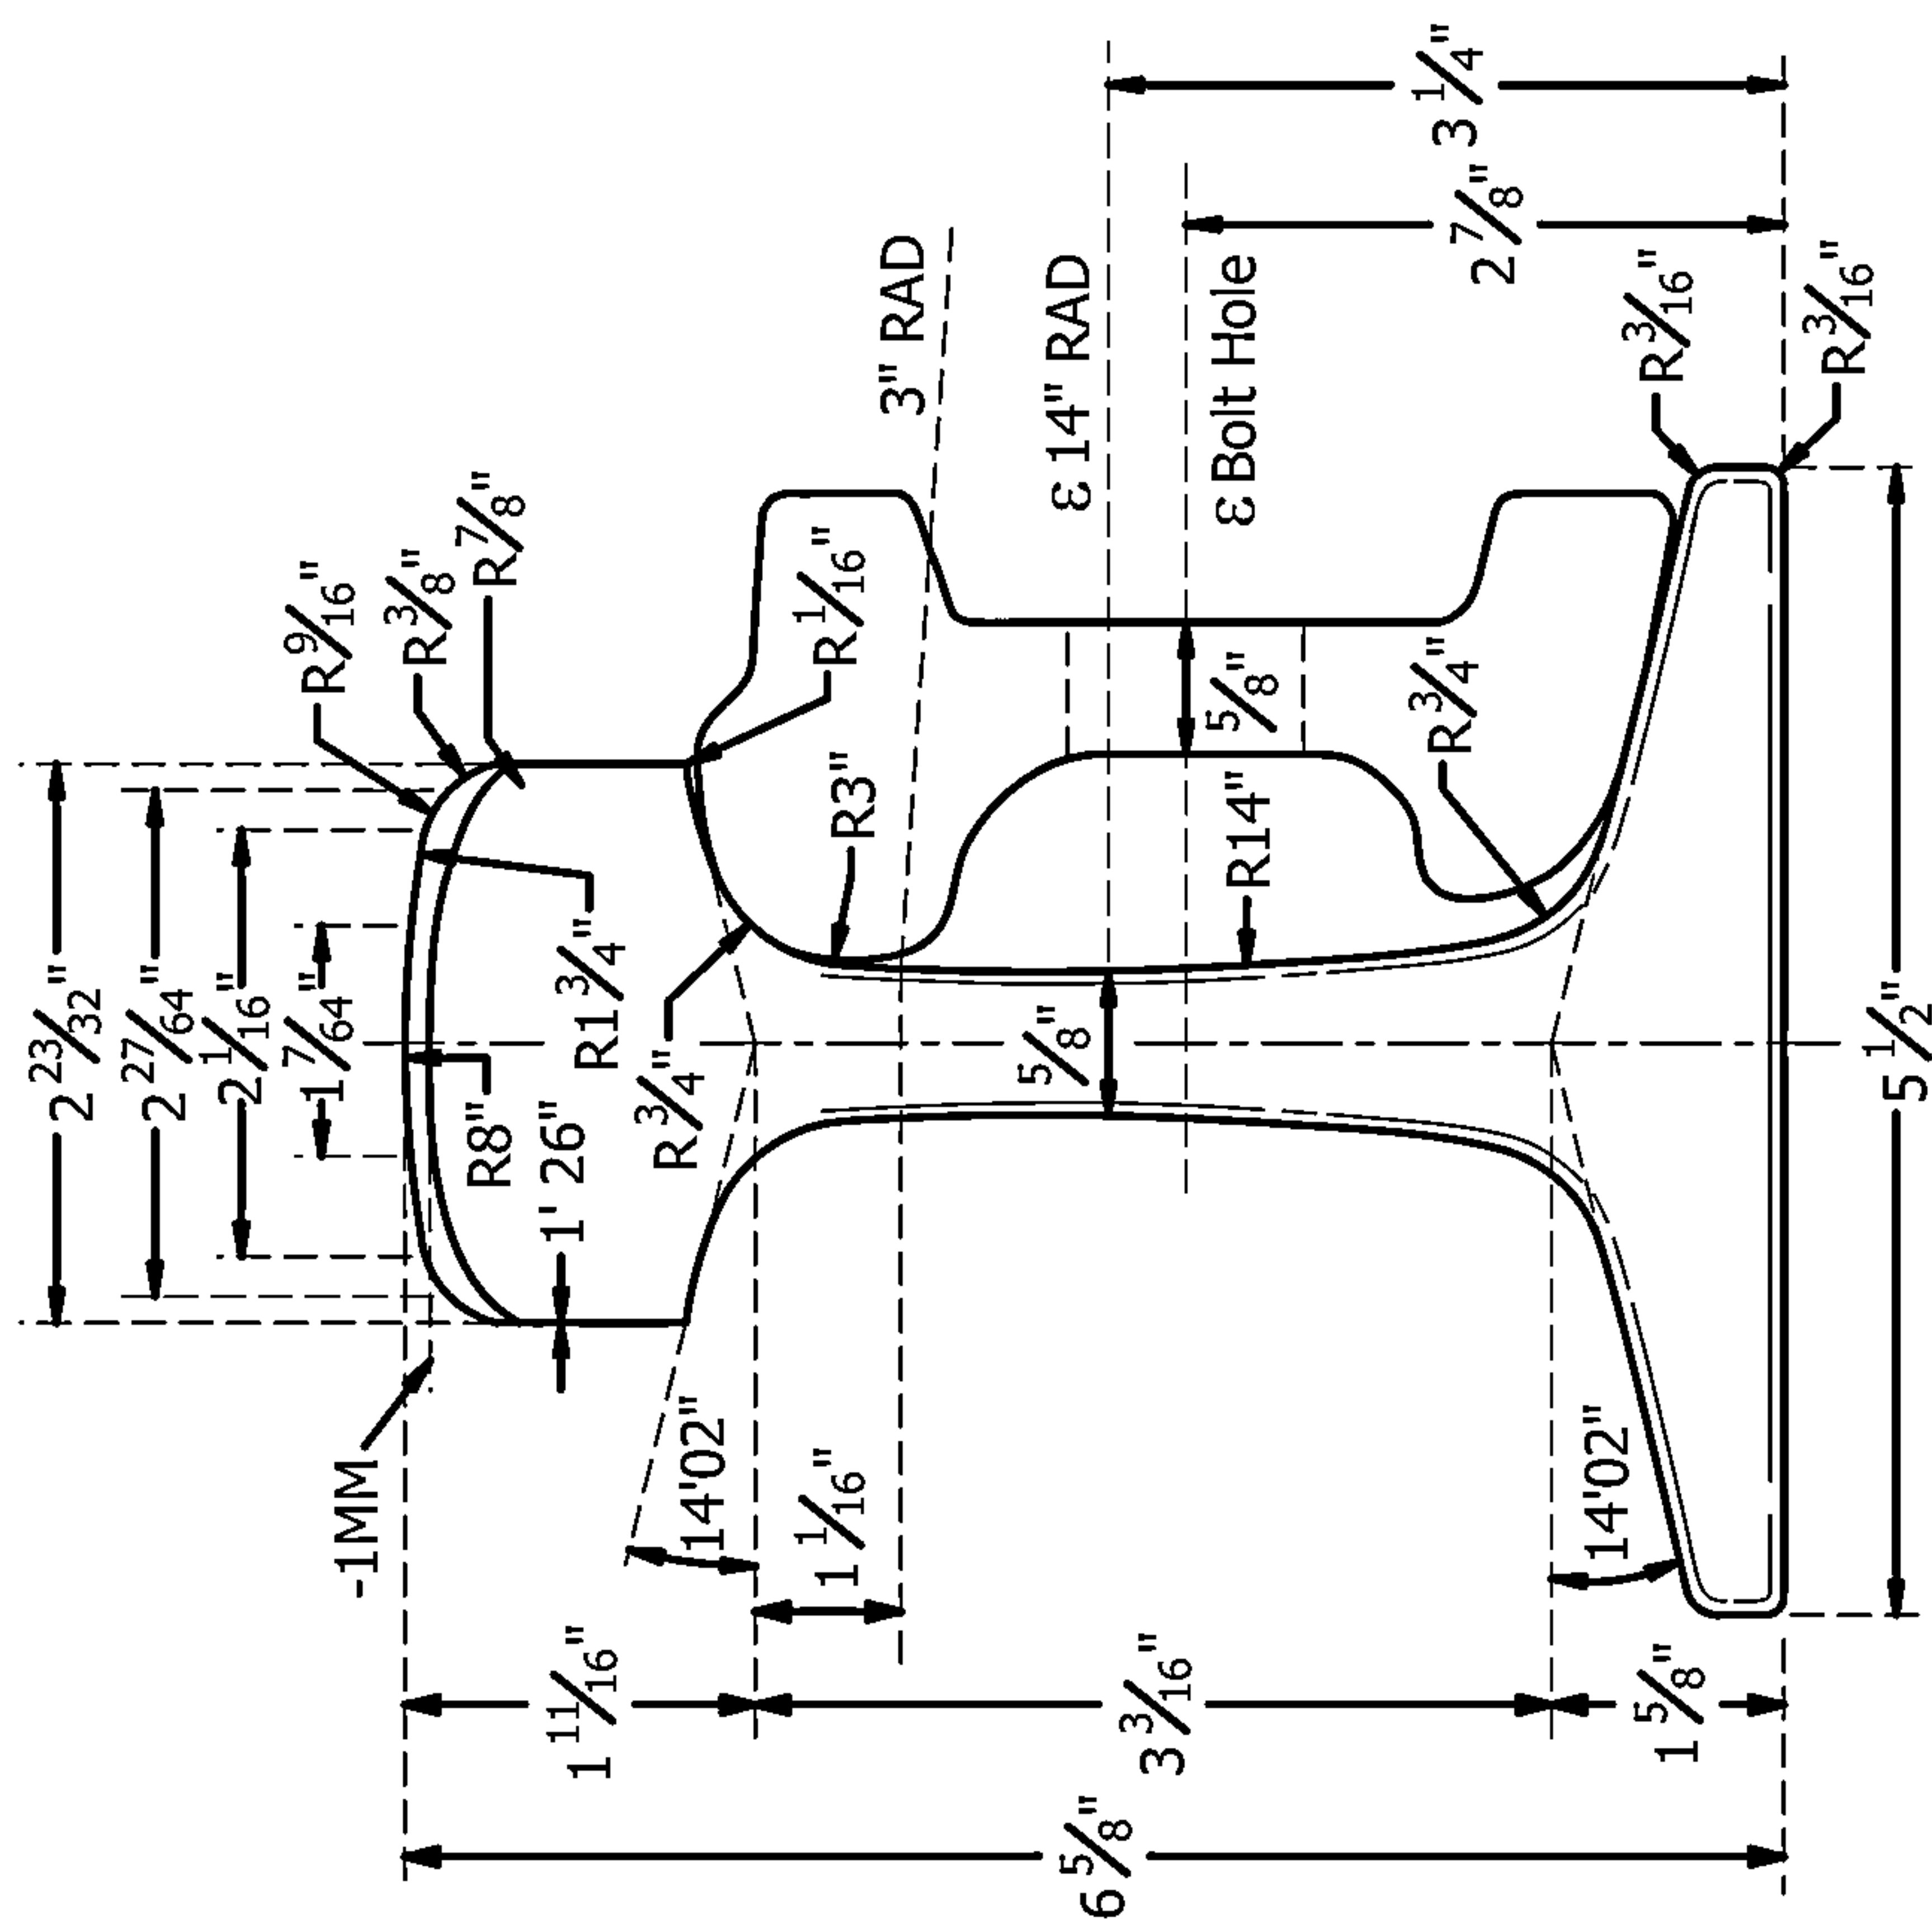 2 23/32"
2 27/64"
2 1/16"
1 7/64"
R 9/16"
R 3/8"
R 7/8"
-1MM
R8"
R1 3/4"
1' 26"
R 3/4"
R 1/16"
3" RAD
R3"
ε 14" RAD
ε Bolt Hole
5/8"
5/8"
R14"
R 3/4"
3 1/4"
2 7/8"
R 3/16"
R 3/16"
14'02"
1 1/16"
14'02"
1 11/16"
3 3/16"
1 5/8"
6 5/8"
5 1/2"